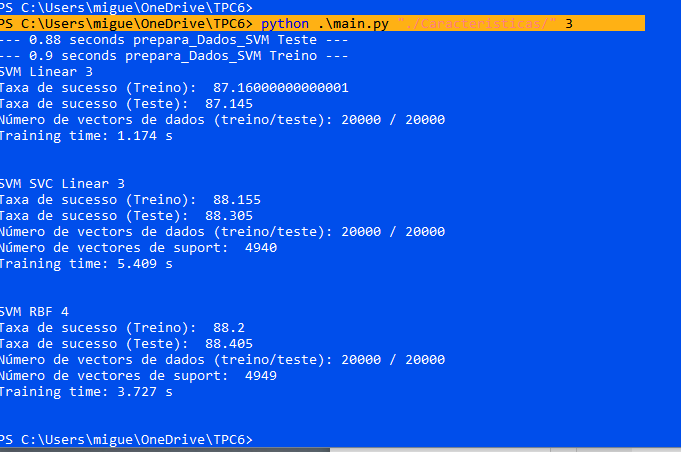 PS C:\Users\migue\OneDrive\TPC6>
PS C:\Users\migue\OneDrive\TPC6> python .\main.py "./Caracteristicas/" 3
--- 0.88 seconds prepara_Dados_SVM Teste ---
--- 0.9 seconds prepara_Dados_SVM Treino ---
SVM Linear 3
Taxa de sucesso (Treino):  87.16000000000001
Taxa de sucesso (Teste):  87.145
Número de vectors de dados (treino/teste): 20000 / 20000
Training time: 1.174 s
SVM SVC Linear 3
Taxa de sucesso (Treino):  88.155
Taxa de sucesso (Teste):  88.305
Número de vectors de dados (treino/teste): 20000 / 20000
Número de vectores de suport:  4940
Training time: 5.409 s
SVM RBF 4
Taxa de sucesso (Treino):  88.2
Taxa de sucesso (Teste):  88.405
Número de vectors de dados (treino/teste): 20000 / 20000
Número de vectores de suport:  4949
Training time: 3.727 s
PS C:\Users\migue\OneDrive\TPC6>